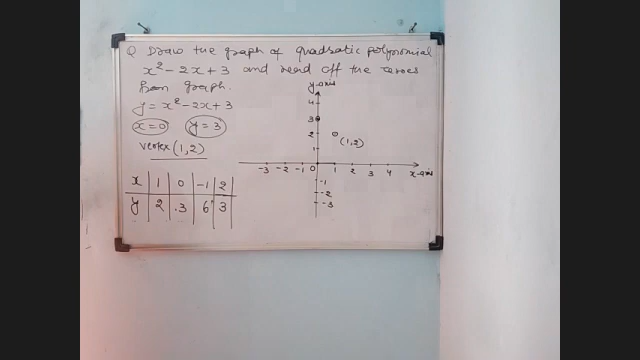 Q Draw the graph of quadratic polynomial
x² - 2x + 3 and read off the zeroes
from graph.
y = x² - 2x + 3
x = 0 y = 3
vertex (1, 2)
x | 1 | 0 | -1 | 2
y | 2 | 3 | 6 | 3
y-axis
4
3
2
(1,2)
1
-3 -2 -1 0 1 2 3 4 x-axis
-1
-2
-3